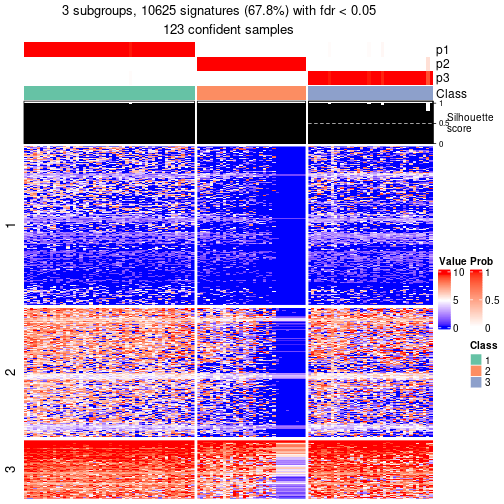 3 subgroups, 10625 signatures (67.8%) with fdr < 0.05
123 confident samples
p1
p2
p3
Class
1
0.5
0
Silhouette
score
1
2
3
Value
10
5
0
Prob
1
0.5
0
Class
1
2
3